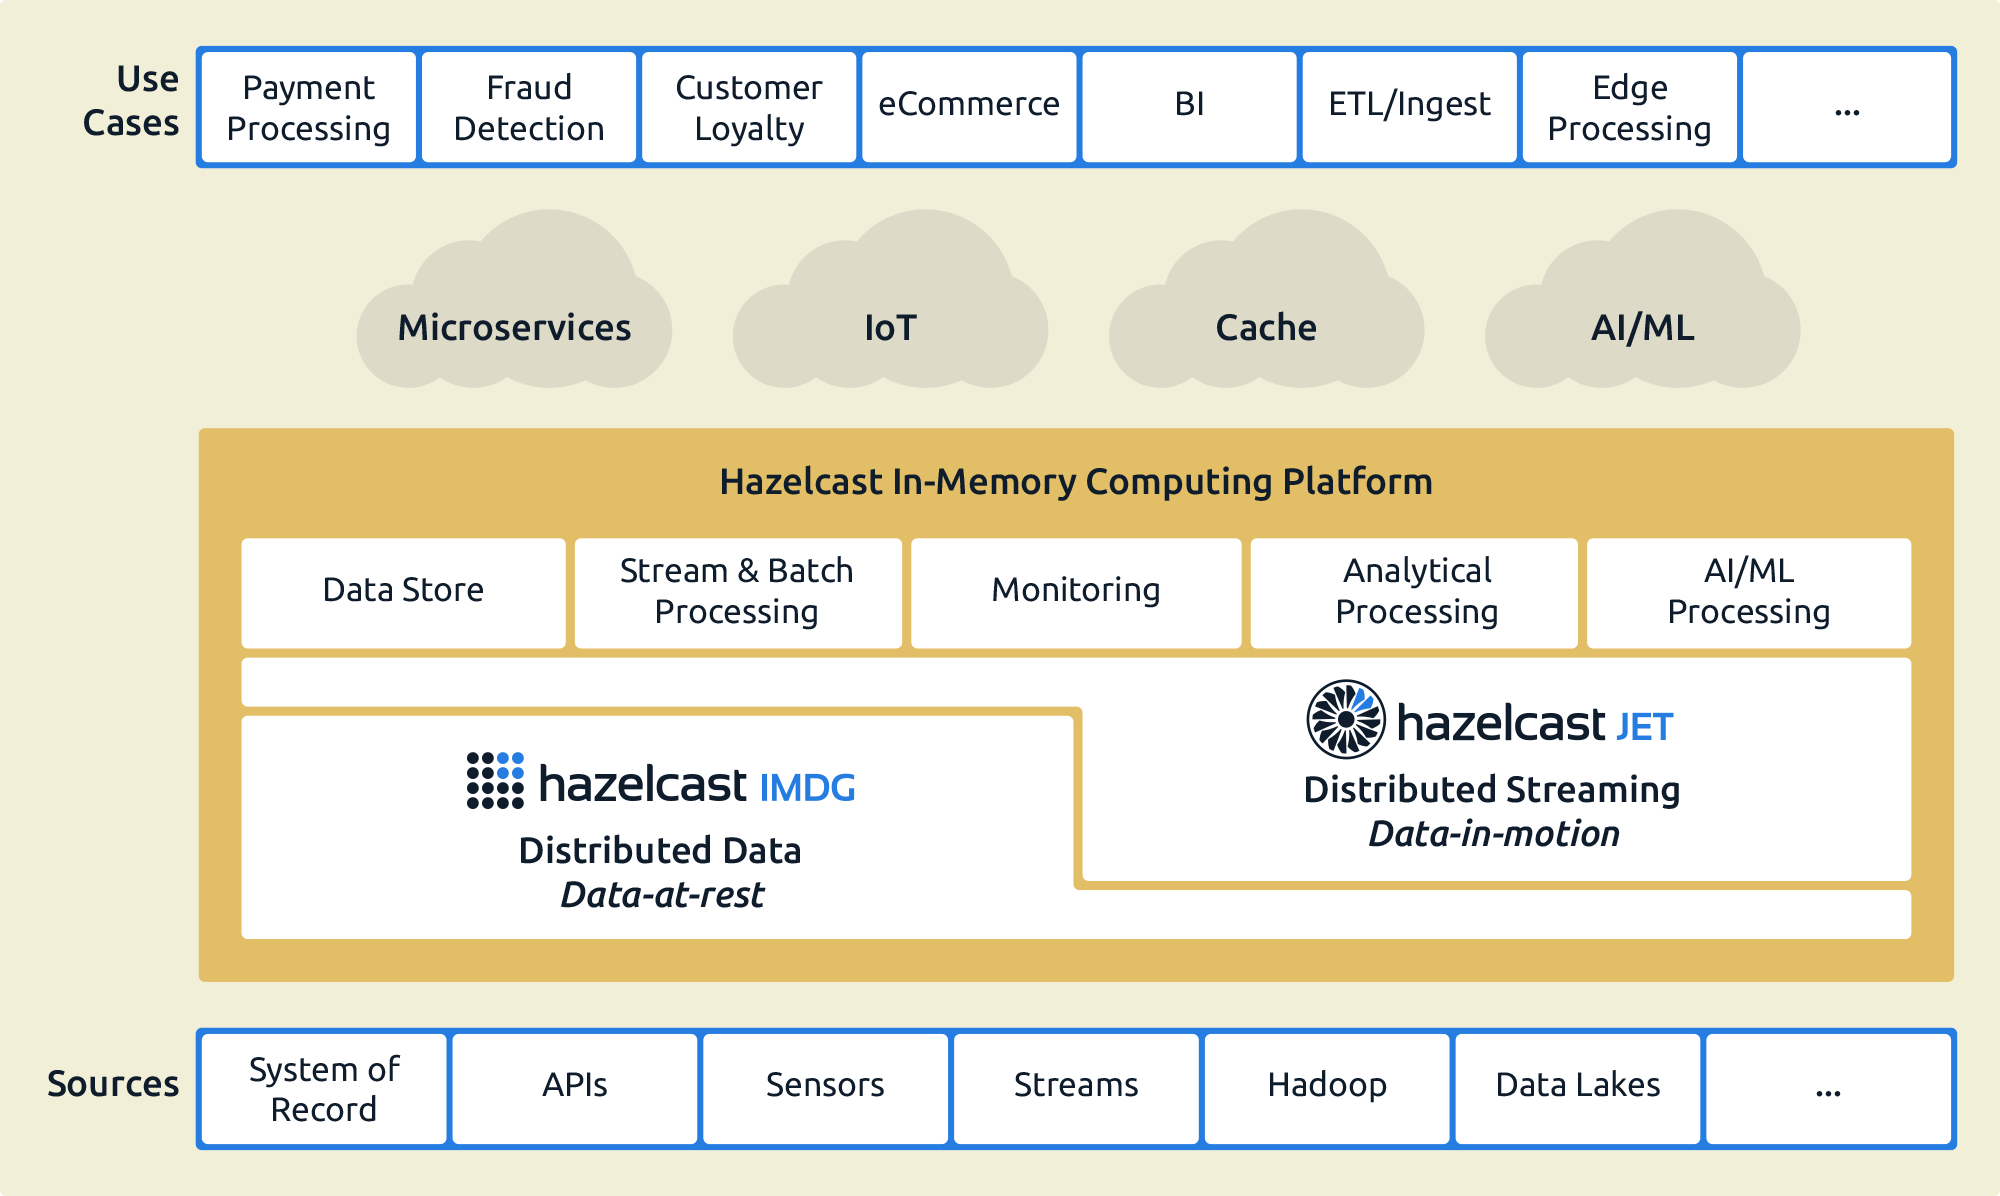 Use
Cases
Payment
Processing
Fraud
Detection
Customer
Loyalty
eCommerce
BI
ETL/Ingest
Edge
Processing
...
Microservices
IoT
Cache
AI/ML
Hazelcast In-Memory Computing Platform
Data Store
Stream & Batch
Processing
Monitoring
Analytical
Processing
AI/ML
Processing
hazelcast JET
Distributed Streaming
Data-in-motion
hazelcast IMDG
Distributed Data
Data-at-rest
Sources
System of
Record
APIs
Sensors
Streams
Hadoop
Data Lakes
...